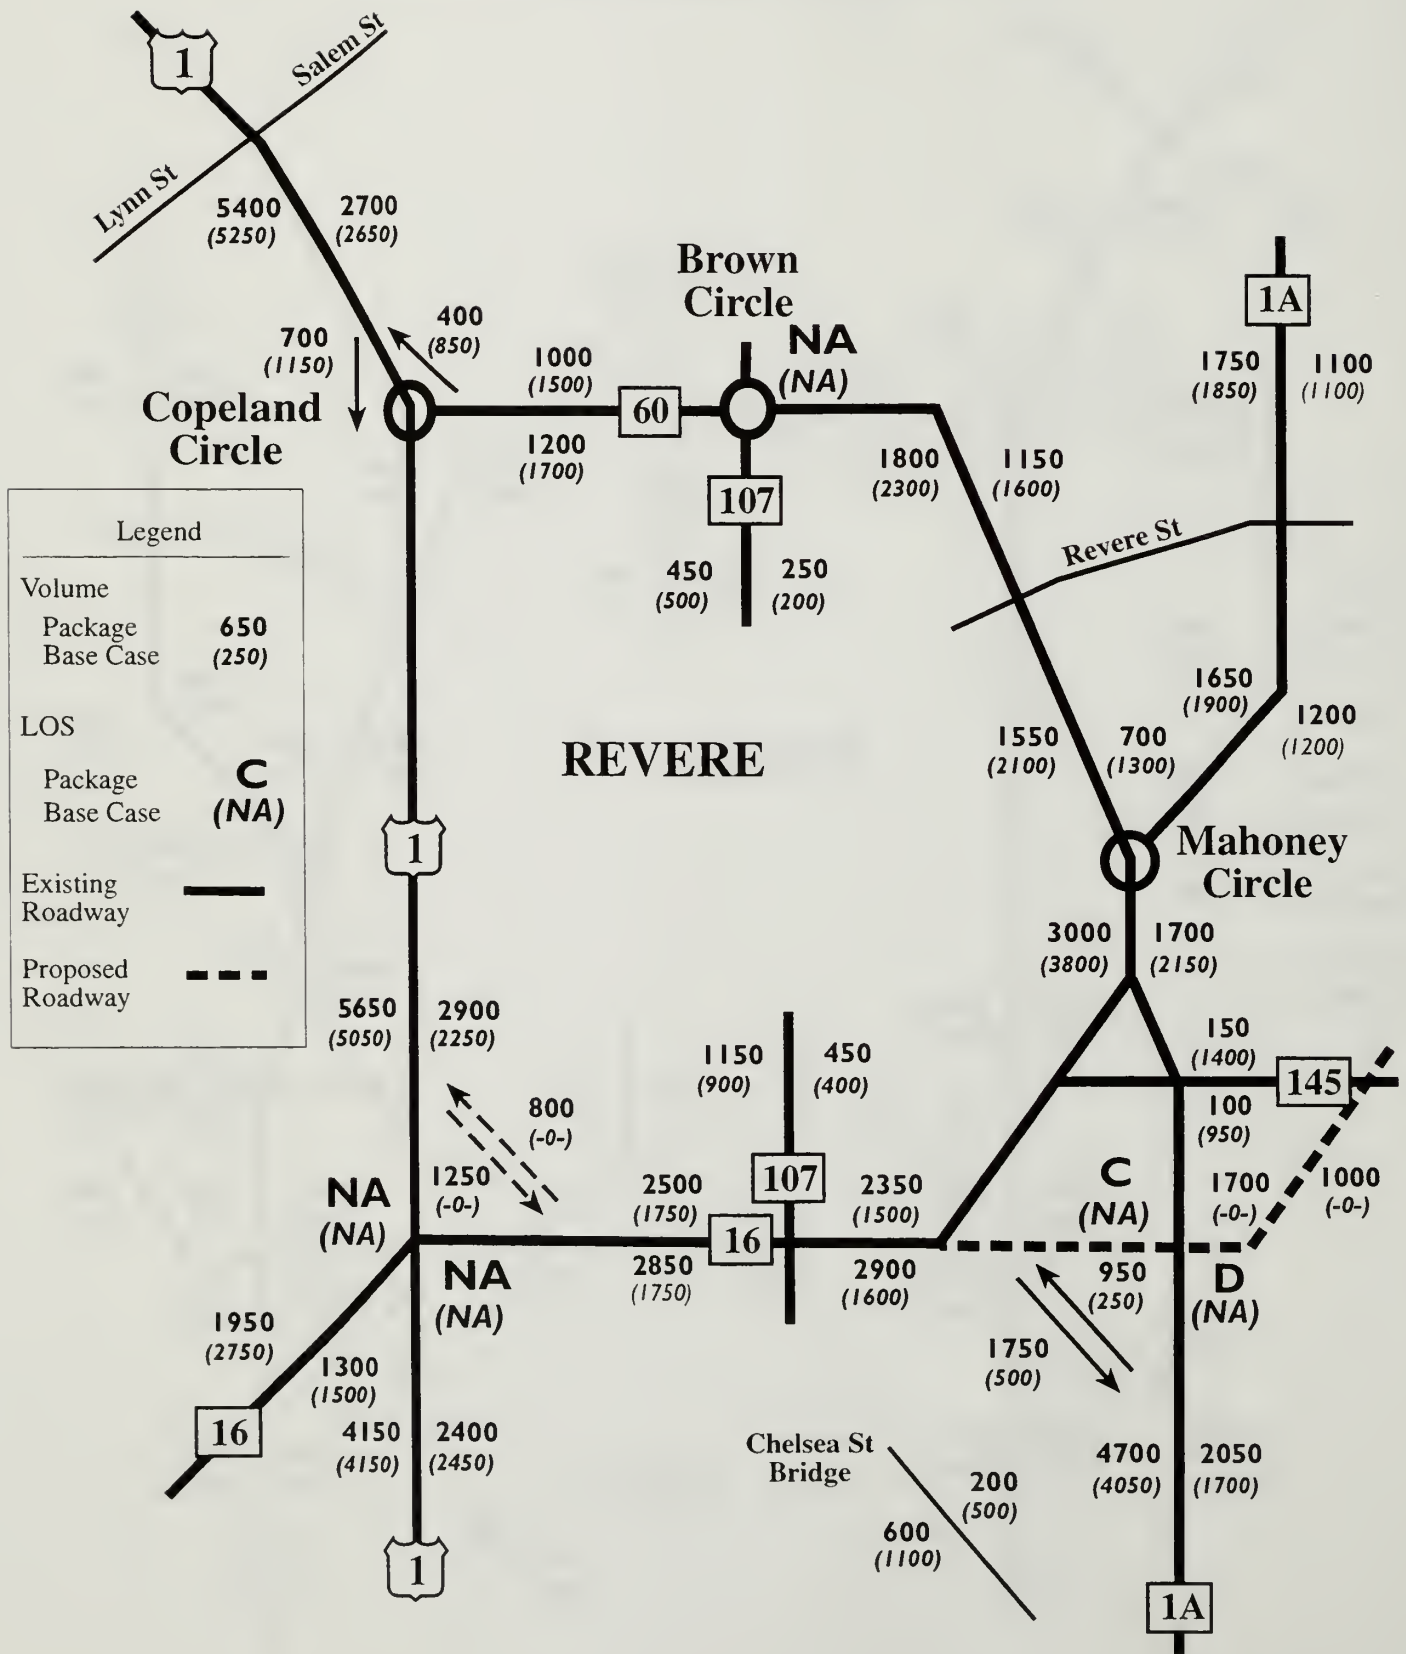 1
Salem St
Lynn St
5400
(5250)
2700
(2650)
Brown
Circle
NA
(NA)
1A
1750
(1850)
1100
(1100)
700
(1150)
400
(850)
1000
(1500)
60
1200
(1700)
Copeland
Circle
107
450
(500)
250
(200)
1800
(2300)
1150
(1600)
Revere St
Legend
Volume
Package 650
Base Case (250)
LOS
Package C
Base Case (NA)
Existing
Roadway
Proposed
Roadway
REVERE
1650
(1900)
1200
(1200)
1550
(2100)
700
(1300)
1
Mahoney
Circle
3000
(3800)
1700
(2150)
5650
(5050)
2900
(2250)
1150
(900)
450
(400)
150
(1400)
145
100
(950)
800
(-0-)
1250
(-0-)
NA
(NA)
NA
(NA)
2500
(1750)
107
16
2350
(1500)
2850
(1750)
2900
(1600)
C
(NA)
1700
(-0-)
1000
(-0-)
950
(250)
D
(NA)
1750
(500)
1950
(2750)
1300
(1500)
16
4150
(4150)
2400
(2450)
1
Chelsea St
Bridge
200
(500)
600
(1100)
4700
(4050)
2050
(1700)
1A